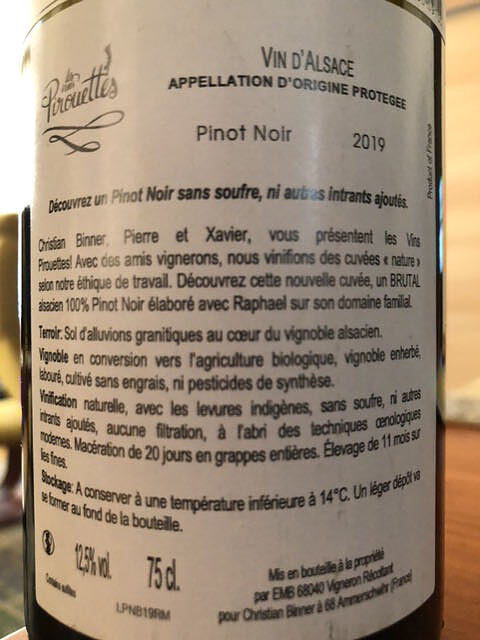 les
vins
Pirouettes
VIN D'ALSACE
APPELLATION D'ORIGINE PROTEGEE
Pinot Noir
2019
Product of France
Découvrez un Pinot Noir sans soufre, ni autres intrants ajoutés.
Christian Binner, Pierre et Xavier, vous présentent les Vins
Pirouettes! Avec des amis vignerons, nous vinifions des cuvées « nature »
selon notre éthique de travail. Découvrez cette nouvelle cuvée, un BRUTAL
alsacien 100% Pinot Noir élaboré avec Raphael sur son domaine familial.
Terroir: Sol d'alluvions granitiques au cœur du vignoble alsacien.
Vignoble en conversion vers l'agriculture biologique, vignoble enherbé,
labouré, cultivé sans engrais, ni pesticides de synthèse.
Vinification naturelle, avec les levures indigènes, sans soufre, ni autres
intrants ajoutés, aucune filtration, à l'abri des techniques œnologiques
modernes. Macération de 20 jours en grappes entières. Élevage de 11 mois sur
les fines.
Stockage: A conserver à une température inférieure à 14°C. Un léger dépôt va
se former au fond de la bouteille.
12,5% vol.
75 cl.
LPNB19RM
Mis en bouteille à la propriété
par EMB 68040 Vigneron Récoltant
pour Christian Binner à 68 Ammerschwihr (France)